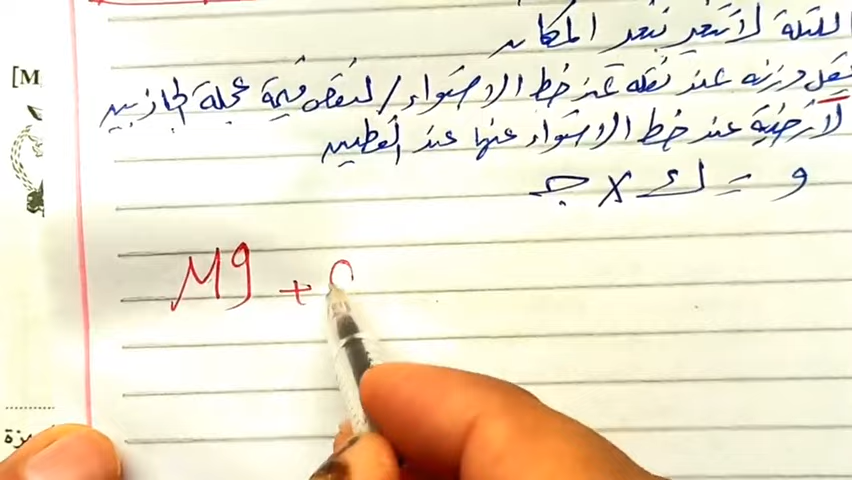 الكتلة لا تتغير بتغير المكان
يقل وزنه عند نقله عند خط الاستواء / لنقص قيمة عجلة الجاذبية
الأرضية عند خط الاستواء عنها عند القطبين
و = ك × جـ
Mg +
[M